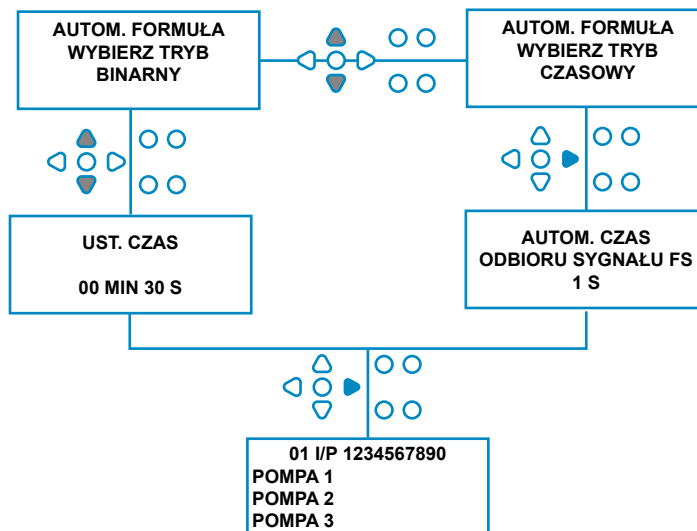 AUTOM. FORMUŁA
WYBIERZ TRYB
BINARNY
AUTOM. FORMUŁA
WYBIERZ TRYB
CZASOWY
UST. CZAS
00 MIN 30 S
AUTOM. CZAS
ODBIORU SYGNAŁU FS
1 S
01 I/P 1234567890
POMPA 1
POMPA 2
POMPA 3